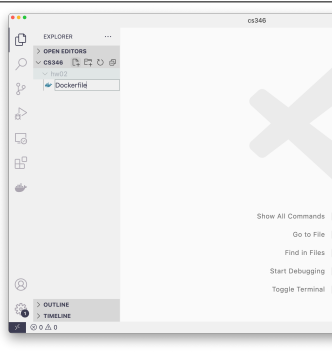 cs346
EXPLORER ...
> OPEN EDITORS
CS346
hw02
Dockerfile
Show All Commands
Go to File
Find in Files
Start Debugging
Toggle Terminal
> OUTLINE
> TIMELINE
1
0 0